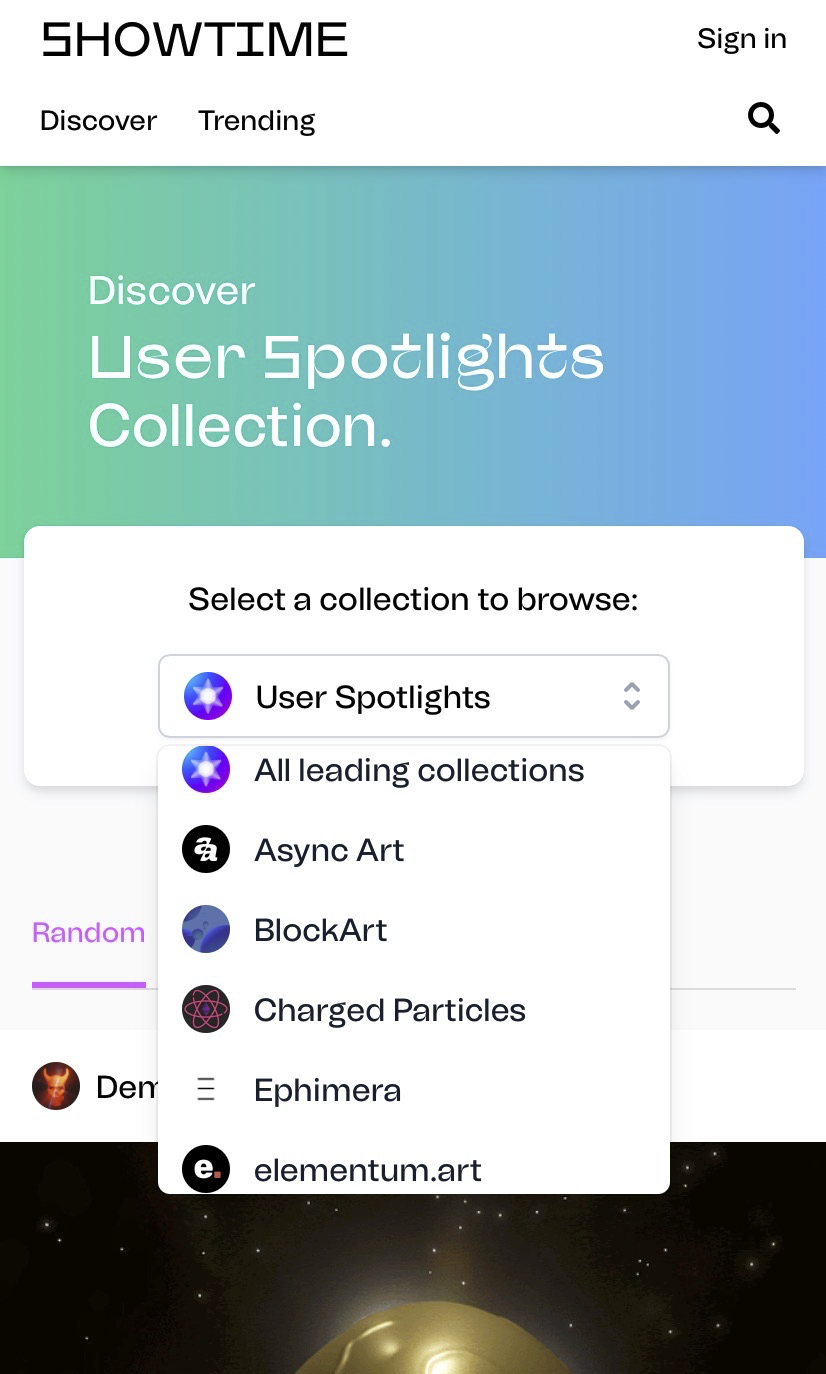 SHOWTIME
Sign in
Discover Trending
Discover
User Spotlights
Collection.
Select a collection to browse:
User Spotlights
All leading collections
Async Art
BlockArt
Random
Charged Particles
Dem
Ephimera
elementum.art